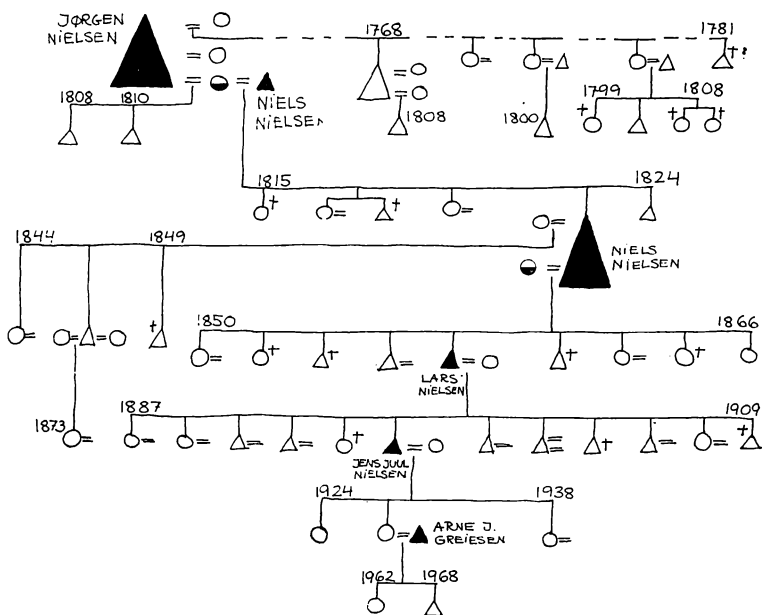 JØRGEN
NIELSEN
1768
1781
†?
1808
1810
NIELS
NIELSEN
1808
1800
1799
1808
†
†
†
1815
1824
†
†
1844
1849
†
NIELS
NIELSEN
1850
1866
†
†
†
†
LARS
NIELSEN
1873
1887
1909
†
†
†
JENS JUUL
NIELSEN
1924
1938
ARNE J.
GREIESEN
1962
1968